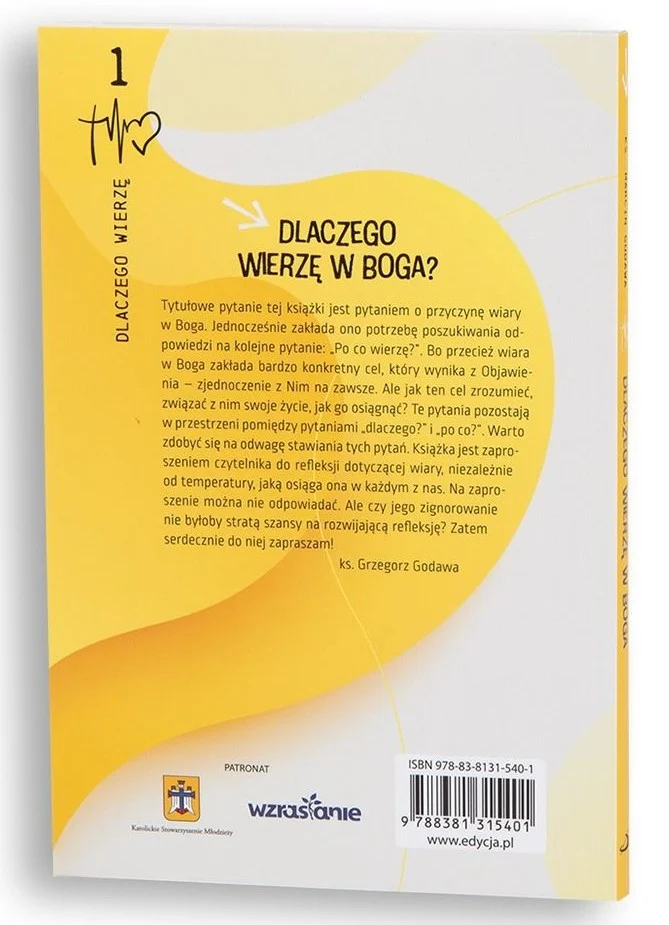 1
DLACZEGO WIERZĘ
DLACZEGO
WIERZĘ W BOGA?
Tytułowe pytanie tej książki jest pytaniem o przyczynę wiary
w Boga. Jednocześnie zakłada ono potrzebę poszukiwania od-
powiedzi na kolejne pytanie: „Po co wierzę?”. Bo przecież wiara
w Boga zakłada bardzo konkretny cel, który wynika z Objawie-
nia – zjednoczenie z Nim na zawsze. Ale jak ten cel zrozumieć,
związać z nim swoje życie, jak go osiągnąć? Te pytania pozostają
w przestrzeni pomiędzy pytaniami „dlaczego?” i „po co?”. Warto
zdobyć się na odwagę stawiania tych pytań. Książka jest zapro-
szeniem czytelnika do refleksji dotyczącej wiary, niezależnie
od temperatury, jaką osiąga ona w każdym z nas. Na zapro-
szenie można nie odpowiadać. Ale czy jego zignorowanie
nie byłoby stratą szansy na rozwijającą refleksję? Zatem
serdecznie do niej zapraszam!
ks. Grzegorz Godawa
PATRONAT
Katolickie Stowarzyszenie Młodzieży
wzrastanie
ISBN 978-83-8131-540-1
9 788381 315401
www.edycja.pl
DLACZEGO WIERZĘ W BOGA